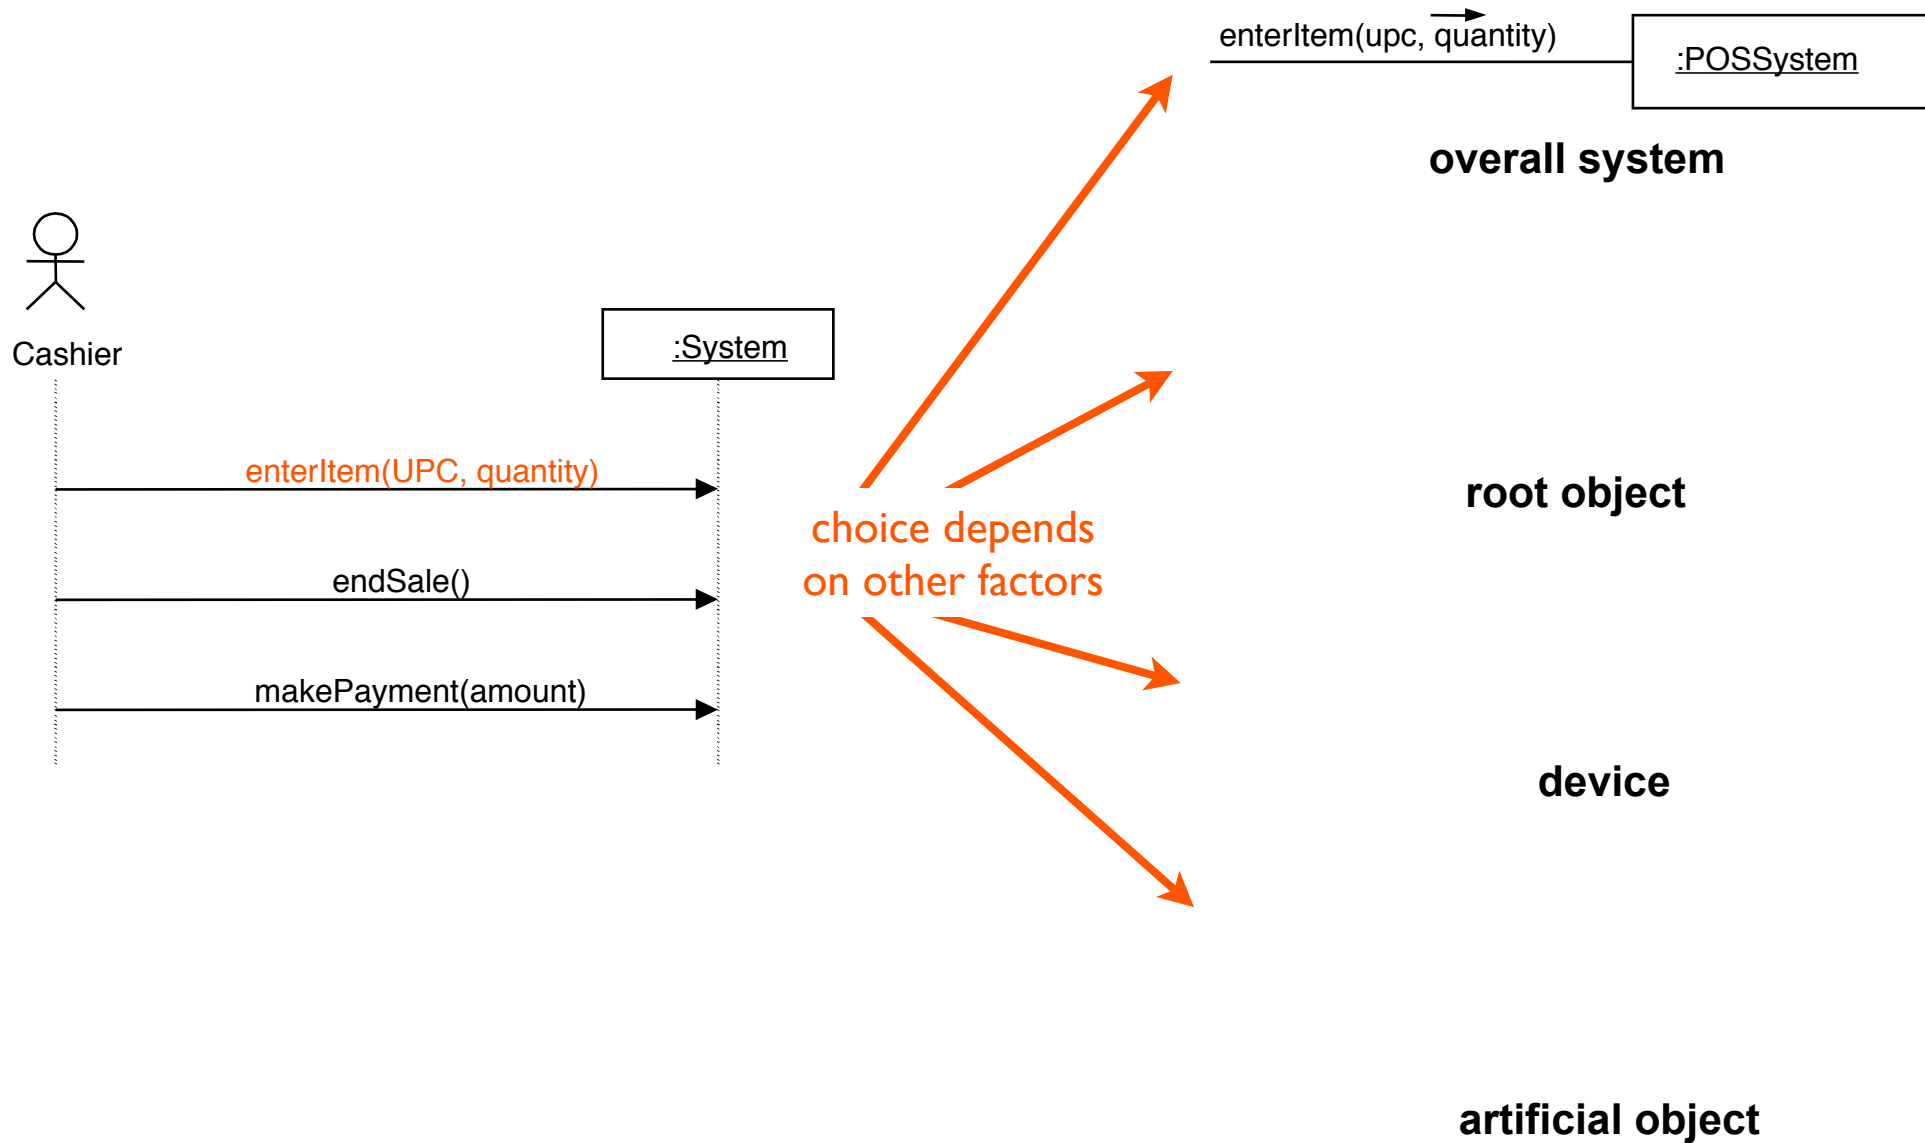 enterItem(upc, quantity)
:POSSystem
overall system
Cashier
:System
enterItem(UPC, quantity)
endSale()
makePayment(amount)
choice depends
on other factors
root object
device
artificial object